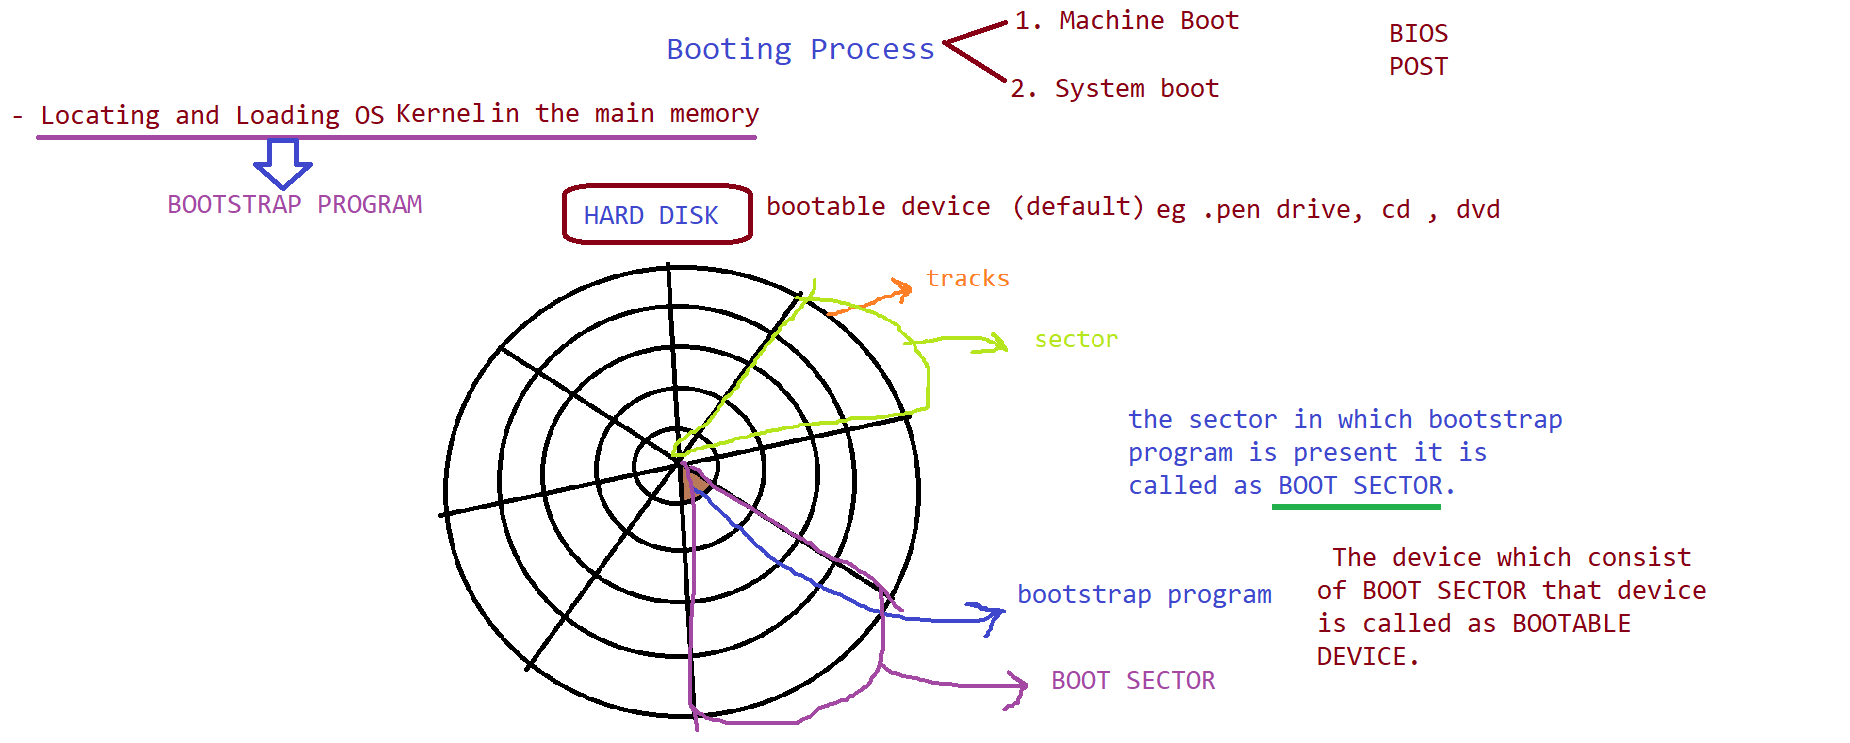 1. Machine Boot
Booting Process
2. System boot
BIOS
POST
- Locating and Loading OS Kernel in the main memory
BOOTSTRAP PROGRAM
HARD DISK
bootable device (default) eg .pen drive, cd , dvd
tracks
sector
the sector in which bootstrap
program is present it is
called as BOOT SECTOR.
The device which consist
of BOOT SECTOR that device
is called as BOOTABLE
DEVICE.
bootstrap program
BOOT SECTOR